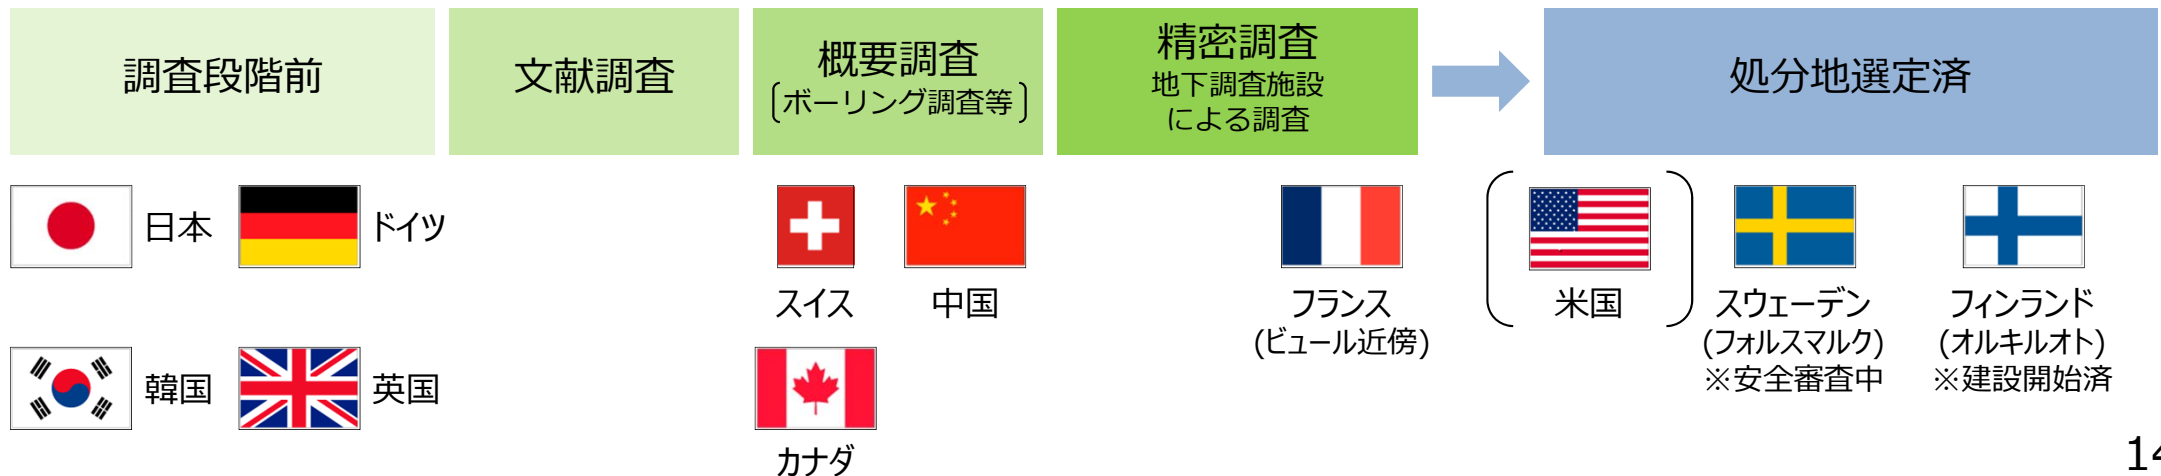 調査段階前
文献調査
概要調査
〔ボーリング調査等〕
精密調査
地下調査施設
による調査
処分地選定済
日本
ドイツ
韓国
英国
スイス
中国
カナダ
フランス
(ビュール近傍)
米国
スウェーデン
(フォルスマルク)
※安全審査中
フィンランド
(オルキルオト)
※建設開始済
14